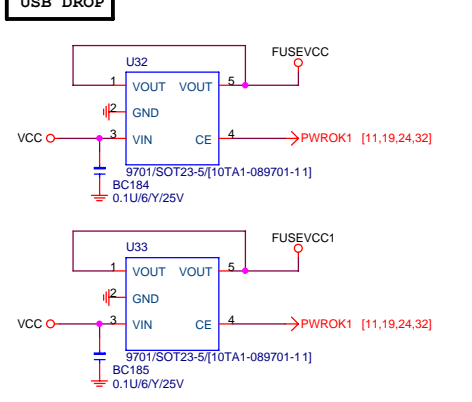 USB DROP
FUSEVCC
U32
1 VOUT VOUT 5
2 GND
VCC 3 VIN CE 4 PWROK1 [11,19,24,32]
9701/SOT23-5/[10TA1-089701-11]
BC184
0.1U/6/Y/25V
FUSEVCC1
U33
1 VOUT VOUT 5
2 GND
VCC 3 VIN CE 4 PWROK1 [11,19,24,32]
9701/SOT23-5/[10TA1-089701-11]
BC185
0.1U/6/Y/25V